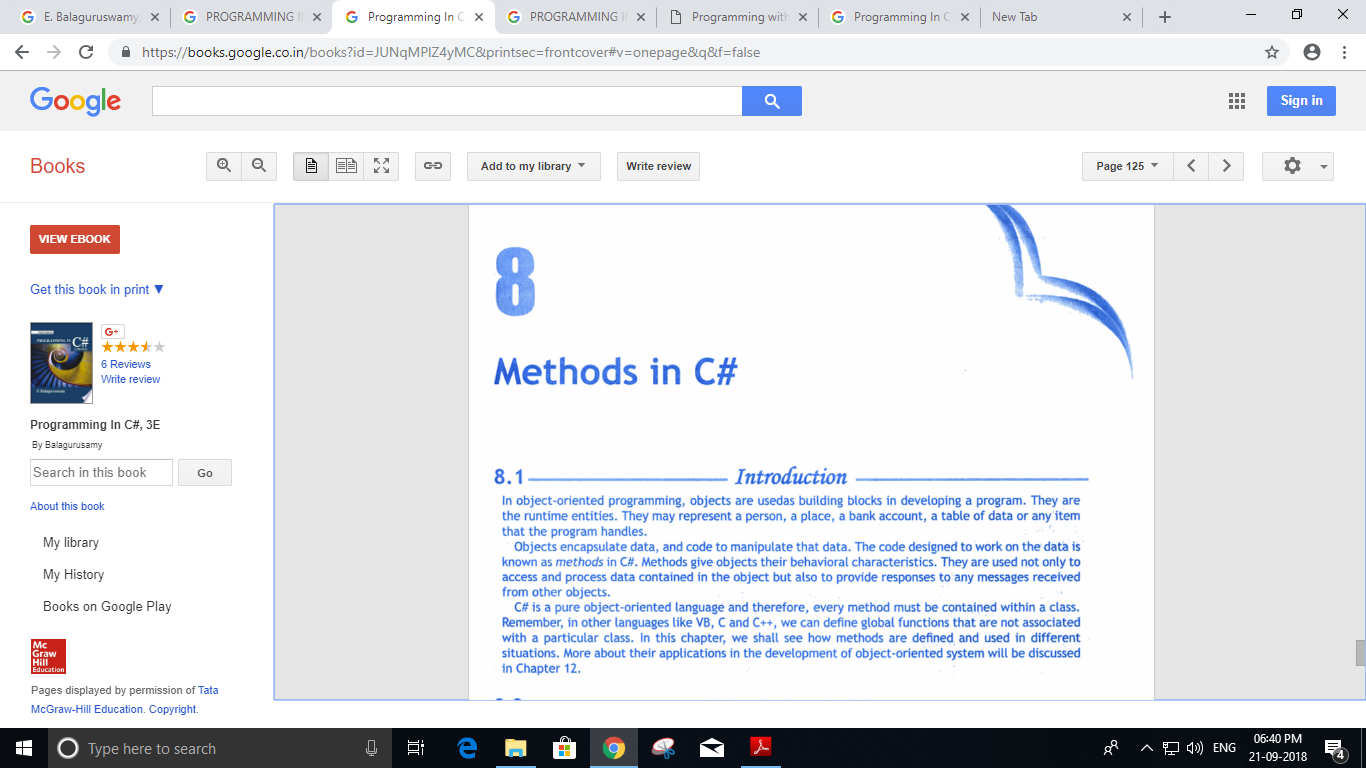 E. Balaguruswamy,
PROGRAMMING I
Programming In C
PROGRAMMING I
Programming with
Programming In C
New Tab
https://books.google.co.in/books?id=JUNqMPlZ4yMC&printsec=frontcover#v=onepage&q&f=false
Google
Sign in
Books
Add to my library
Write review
Page 125
VIEW EBOOK
Get this book in print ▼
PROGRAMMING IN C#
G+
6 Reviews
Write review
Programming In C#, 3E
By Balagurusamy
Search in this book
Go
About this book
My library
My History
Books on Google Play
Mc
Graw
Hill
Education
Pages displayed by permission of Tata
McGraw-Hill Education. Copyright.
8
Methods in C#
8.1 Introduction
In object-oriented programming, objects are usedas building blocks in developing a program. They are
the runtime entities. They may represent a person, a place, a bank account, a table of data or any item
that the program handles.
Objects encapsulate data, and code to manipulate that data. The code designed to work on the data is
known as methods in C#. Methods give objects their behavioral characteristics. They are used not only to
access and process data contained in the object but also to provide responses to any messages received
from other objects.
C# is a pure object-oriented language and therefore, every method must be contained within a class.
Remember, in other languages like VB, C and C++, we can define global functions that are not associated
with a particular class. In this chapter, we shall see how methods are defined and used in different
situations. More about their applications in the development of object-oriented system will be discussed
in Chapter 12.
Type here to search
ENG
06:40 PM
21-09-2018
4